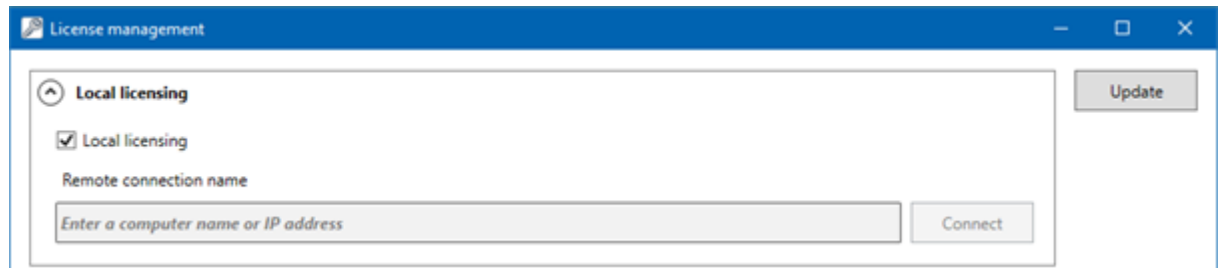 License management
Local licensing
Update
Local licensing
Remote connection name
Enter a computer name or IP address
Connect